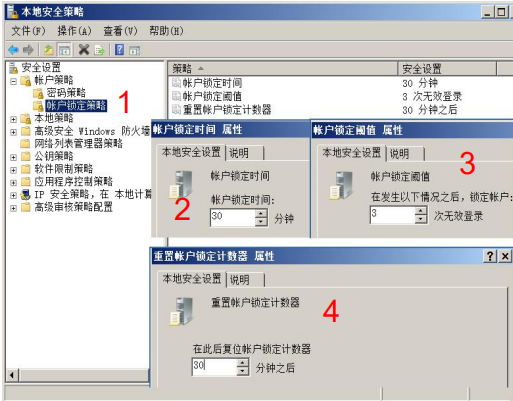 本地安全策略
文件(F) 操作(A) 查看(V) 帮助(H)
安全设置
帐户策略
密码策略
帐户锁定策略
本地策略
高级安全 Windows 防火墙
网络列表管理器策略
公钥策略
软件限制策略
应用程序控制策略
IP 安全策略，在 本地计算
高级审核策略配置
1
策略 安全设置
帐户锁定时间 30 分钟
帐户锁定阈值 3 次无效登录
重置帐户锁定计数器 30 分钟之后
帐户锁定时间 属性
本地安全设置 说明
帐户锁定时间
帐户锁定时间:
30 分钟
2
帐户锁定阈值 属性
本地安全设置 说明
3
帐户锁定阈值
在发生以下情况之后，锁定帐户:
3 次无效登录
重置帐户锁定计数器 属性
本地安全设置 说明
重置帐户锁定计数器
4
在此后复位帐户锁定计数器
30 分钟之后